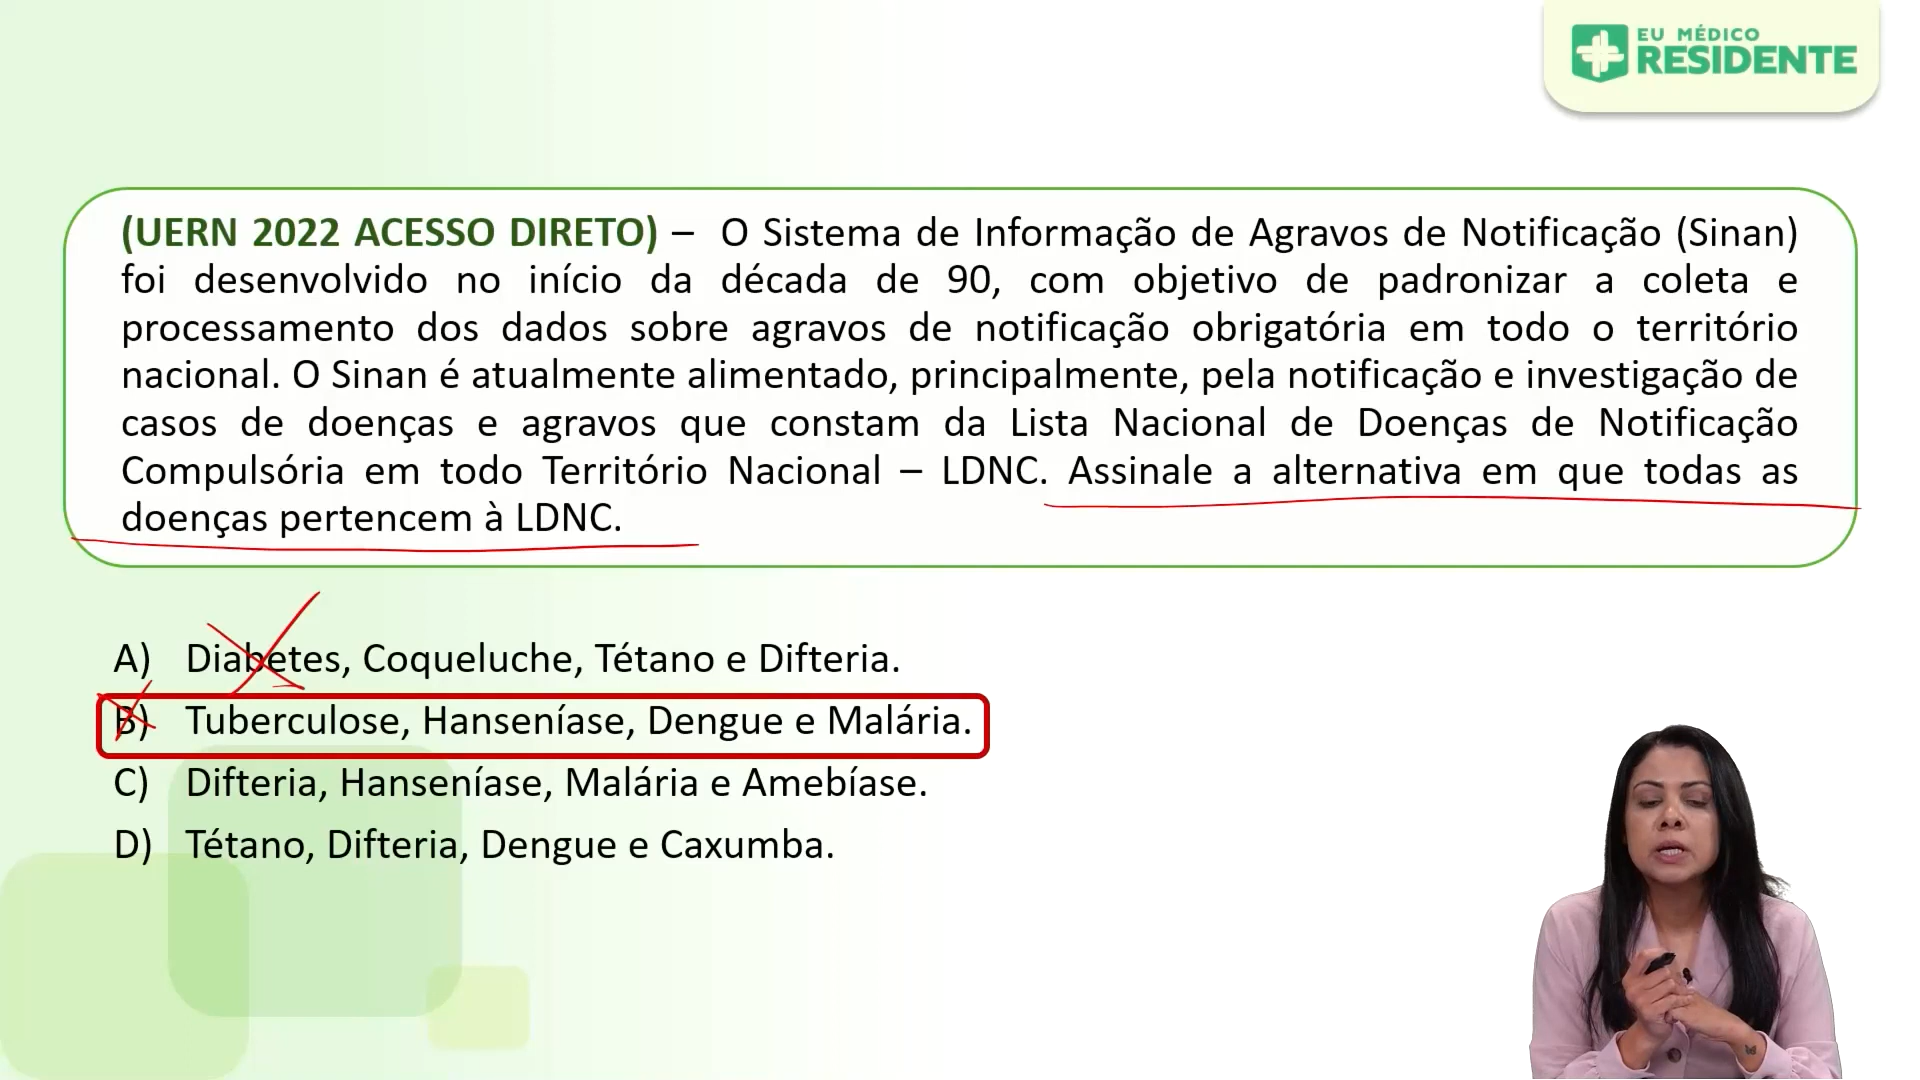 EU MÉDICO
RESIDENTE
(UERN 2022 ACESSO DIRETO) – O Sistema de Informação de Agravos de Notificação (Sinan)
foi desenvolvido no início da década de 90, com objetivo de padronizar a coleta e
processamento dos dados sobre agravos de notificação obrigatória em todo o território
nacional. O Sinan é atualmente alimentado, principalmente, pela notificação e investigação de
casos de doenças e agravos que constam da Lista Nacional de Doenças de Notificação
Compulsória em todo Território Nacional – LDNC. Assinale a alternativa em que todas as
doenças pertencem à LDNC.
A) Diabetes, Coqueluche, Tétano e Difteria.
B) Tuberculose, Hanseníase, Dengue e Malária.
C) Difteria, Hanseníase, Malária e Amebíase.
D) Tétano, Difteria, Dengue e Caxumba.